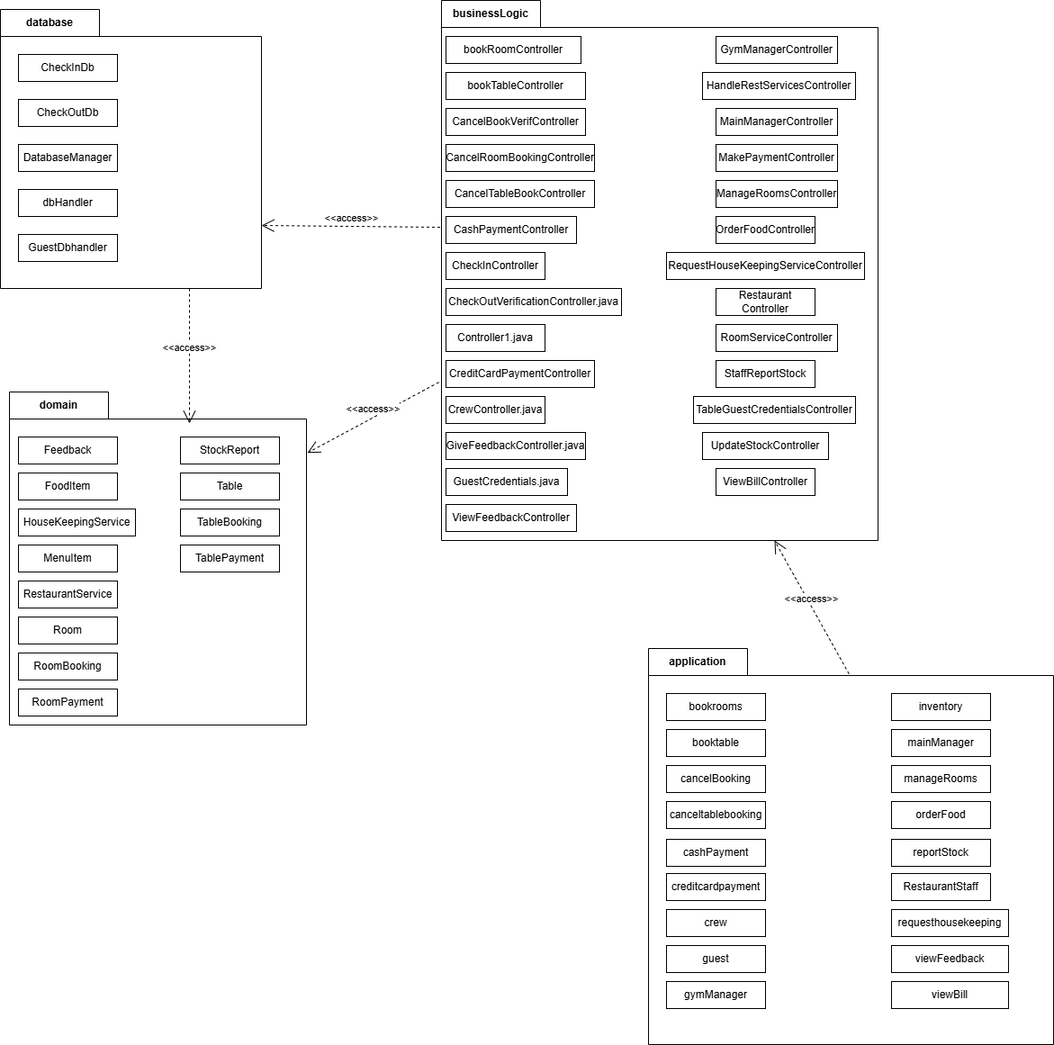 database
CheckInDb
CheckOutDb
DatabaseManager
dbHandler
GuestDbhandler
businessLogic
bookRoomController
bookTableController
CancelBookVerifController
CancelRoomBookingController
CancelTableBookController
CashPaymentController
CheckInController
CheckOutVerificationController.java
Controller1.java
CreditCardPaymentController
CrewController.java
GiveFeedbackController.java
GuestCredentials.java
ViewFeedbackController
GymManagerController
HandleRestServicesController
MainManagerController
MakePaymentController
ManageRoomsController
OrderFoodController
RequestHouseKeepingServiceController
Restaurant
Controller
RoomServiceController
StaffReportStock
TableGuestCredentialsController
UpdateStockController
ViewBillController
<<access>>
<<access>>
<<access>>
<<access>>
domain
Feedback
FoodItem
HouseKeepingService
MenuItem
RestaurantService
Room
RoomBooking
RoomPayment
StockReport
Table
TableBooking
TablePayment
application
bookrooms
booktable
cancelBooking
canceltablebooking
cashPayment
creditcardpayment
crew
guest
gymManager
inventory
mainManager
manageRooms
orderFood
reportStock
RestaurantStaff
requesthousekeeping
viewFeedback
viewBill